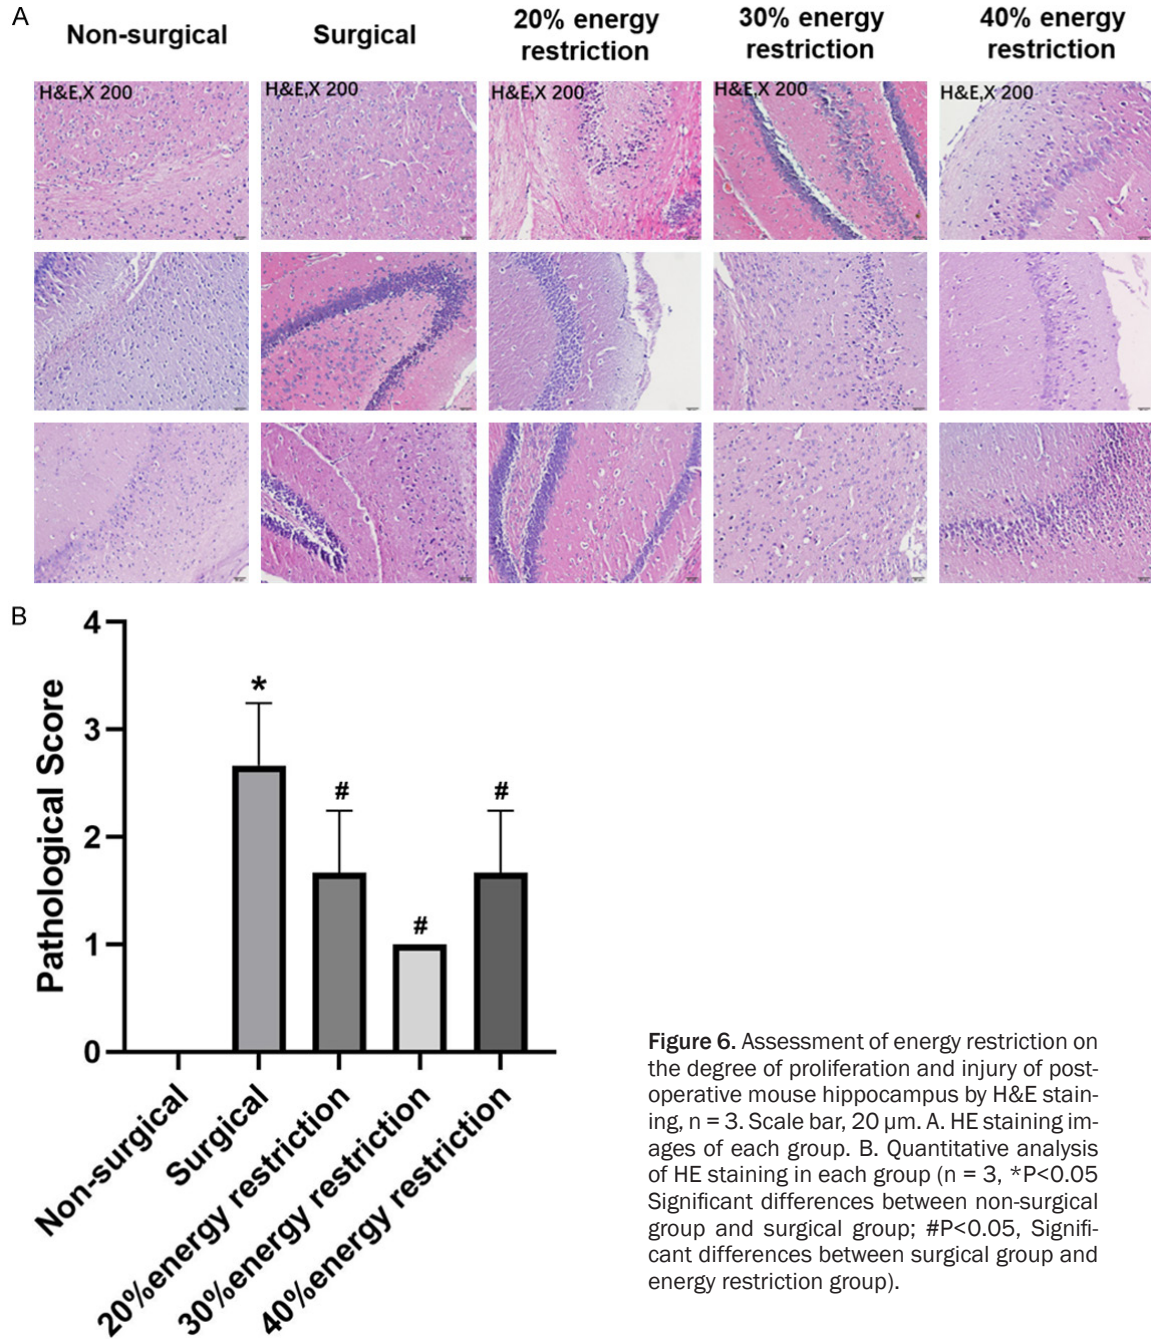 A
Non-surgical
Surgical
20% energy
restriction
30% energy
restriction
40% energy
restriction
H&E,X 200
H&E,X 200
H&E,X 200
H&E,X 200
H&E,X 200
B
Pathological Score
4
3
2
1
0
*
#
#
#
Non-surgical
Surgical
20%energy restriction
30%energy restriction
40%energy restriction
Figure 6. Assessment of energy restriction on
the degree of proliferation and injury of post-
operative mouse hippocampus by H&E stain-
ing, n = 3. Scale bar, 20 μm. A. HE staining im-
ages of each group. B. Quantitative analysis
of HE staining in each group (n = 3, *P<0.05
Significant differences between non-surgical
group and surgical group; #P<0.05, Signifi-
cant differences between surgical group and
energy restriction group).